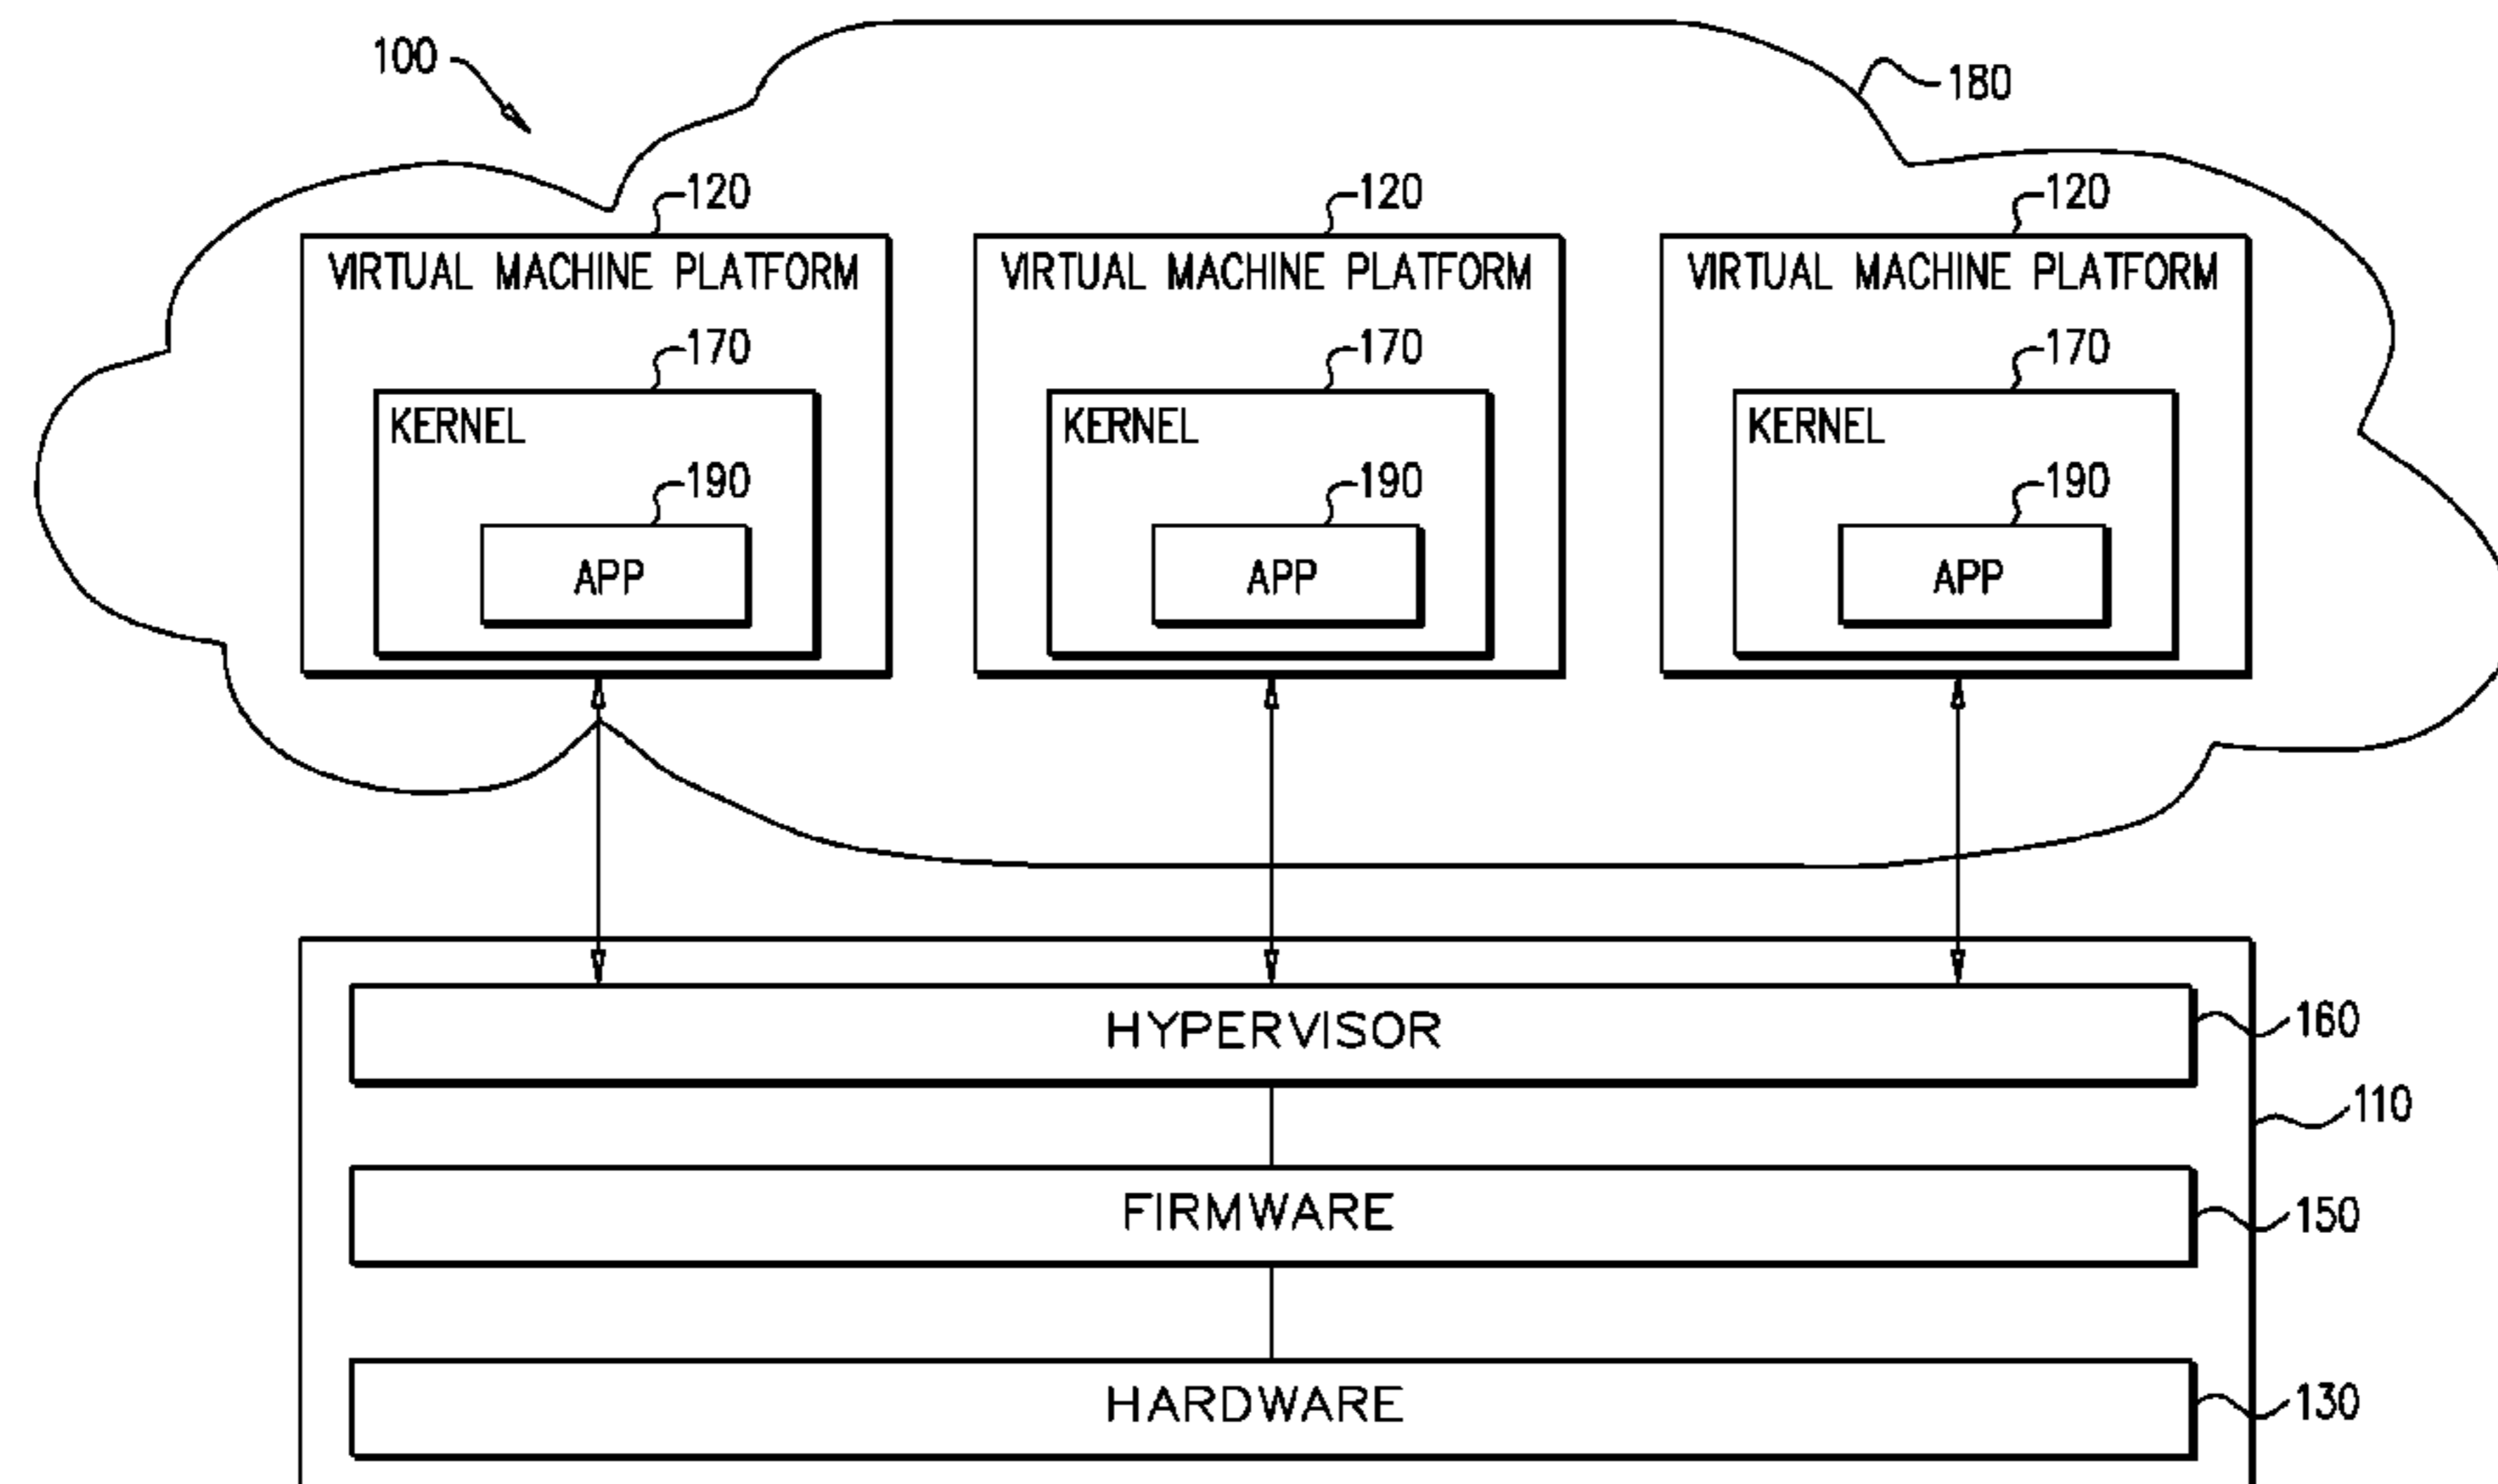 100
180
120
120
120
VIRTUAL MACHINE PLATFORM
VIRTUAL MACHINE PLATFORM
VIRTUAL MACHINE PLATFORM
170
170
170
KERNEL
KERNEL
KERNEL
190
190
190
APP
APP
APP
HYPERVISOR
160
110
FIRMWARE
150
HARDWARE
130